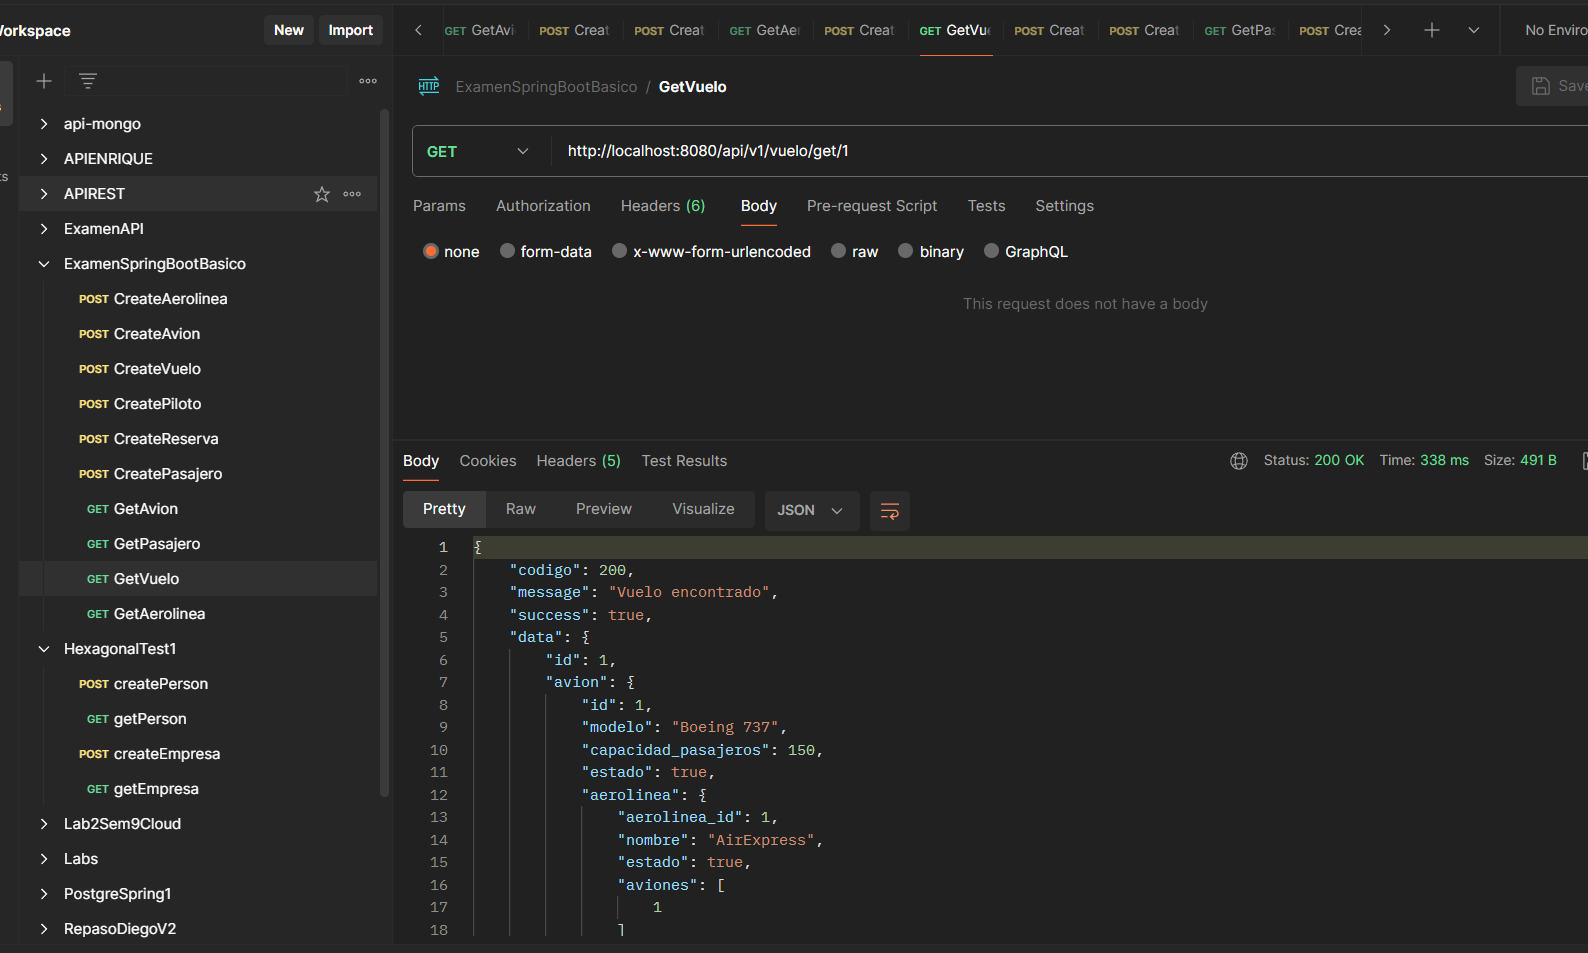 Workspace
New
Import
GET GetAvi
POST Creat
POST Creat
GET GetAer
POST Creat
GET GetVu
POST Creat
POST Creat
GET GetPa
POST Crea
No Enviro
ExamenSpringBootBasico / GetVuelo
Save
GET
http://localhost:8080/api/v1/vuelo/get/1
Params
Authorization
Headers (6)
Body
Pre-request Script
Tests
Settings
none
form-data
x-www-form-urlencoded
raw
binary
GraphQL
This request does not have a body
api-mongo
APIENRIQUE
APIREST
ExamenAPI
ExamenSpringBootBasico
POST CreateAerolinea
POST CreateAvion
POST CreateVuelo
POST CreatePiloto
POST CreateReserva
POST CreatePasajero
GET GetAvion
GET GetPasajero
GET GetVuelo
GET GetAerolinea
HexagonalTest1
POST createPerson
GET getPerson
POST createEmpresa
GET getEmpresa
Lab2Sem9Cloud
Labs
PostgreSpring1
RepasoDiegoV2
Body
Cookies
Headers (5)
Test Results
Status: 200 OK
Time: 338 ms
Size: 491 B
Pretty
Raw
Preview
Visualize
JSON
1 {
2 "codigo": 200,
3 "message": "Vuelo encontrado",
4 "success": true,
5 "data": {
6 "id": 1,
7 "avion": {
8 "id": 1,
9 "modelo": "Boeing 737",
10 "capacidad_pasajeros": 150,
11 "estado": true,
12 "aerolinea": {
13 "aerolinea_id": 1,
14 "nombre": "AirExpress",
15 "estado": true,
16 "aviones": [
17 1
18 ]